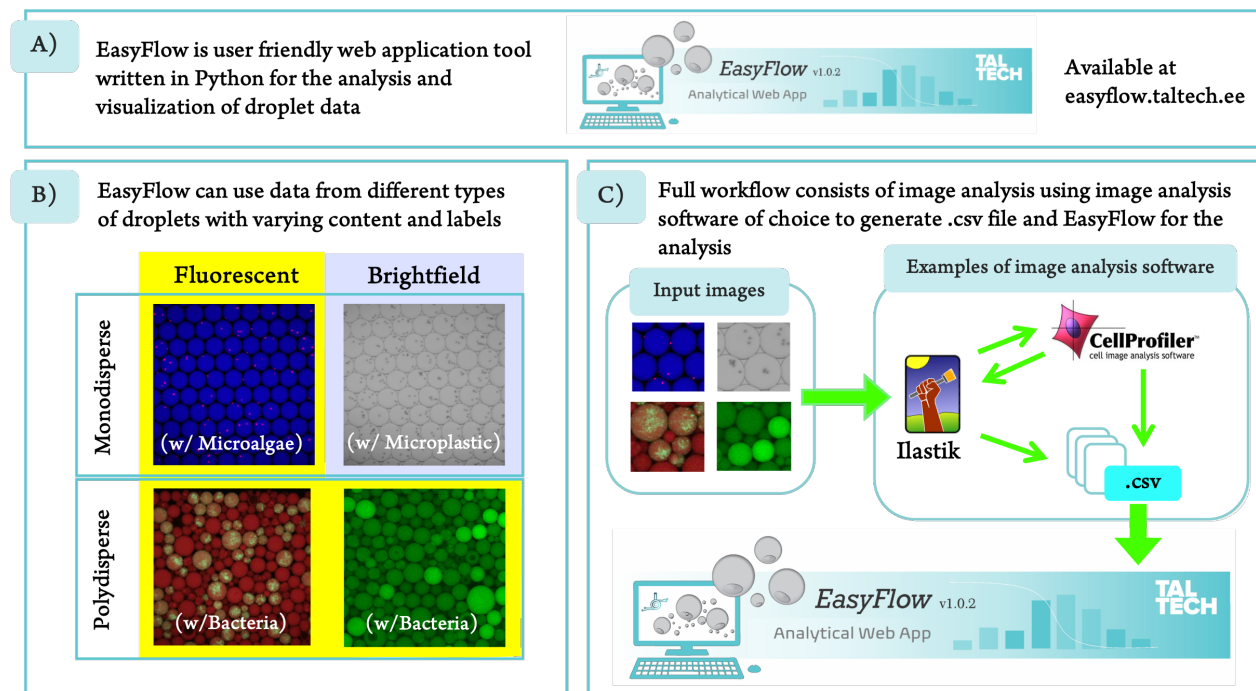 A)
EasyFlow is user friendly web application tool
written in Python for the analysis and
visualization of droplet data
EasyFlow v1.0.2
Analytical Web App
TAL
TECH
Available at
easyflow.taltech.ee
B)
EasyFlow can use data from different types
of droplets with varying content and labels
Fluorescent
Brightfield
Monodisperse
(w/ Microalgae)
(w/ Microplastic)
Polydisperse
(w/Bacteria)
(w/Bacteria)
C)
Full workflow consists of image analysis using image analysis
software of choice to generate .csv file and EasyFlow for the
analysis
Input images
Examples of image analysis software
CellProfiler™
cell image analysis software
Ilastik
.csv
EasyFlow v1.0.2
Analytical Web App
TAL
TECH